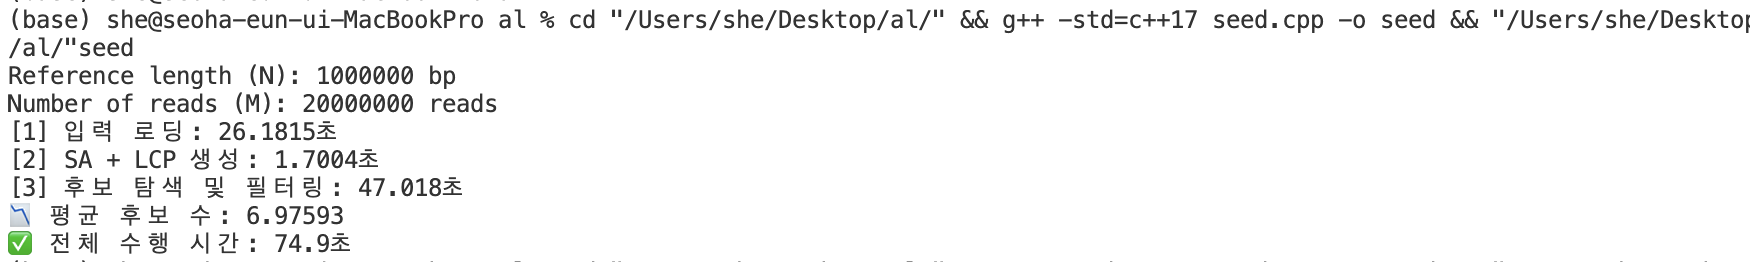 (base) she@seoha-eun-ui-MacBookPro al % cd "/Users/she/Desktop/al/" && g++ -std=c++17 seed.cpp -o seed && "/Users/she/Desktop
/al/"seed
Reference length (N): 1000000 bp
Number of reads (M): 20000000 reads
[1] 입력 로딩: 26.1815초
[2] SA + LCP 생성: 1.7004초
[3] 후보 탐색 및 필터링: 47.018초
📉 평균 후보 수: 6.97593
✅ 전체 수행 시간: 74.9초